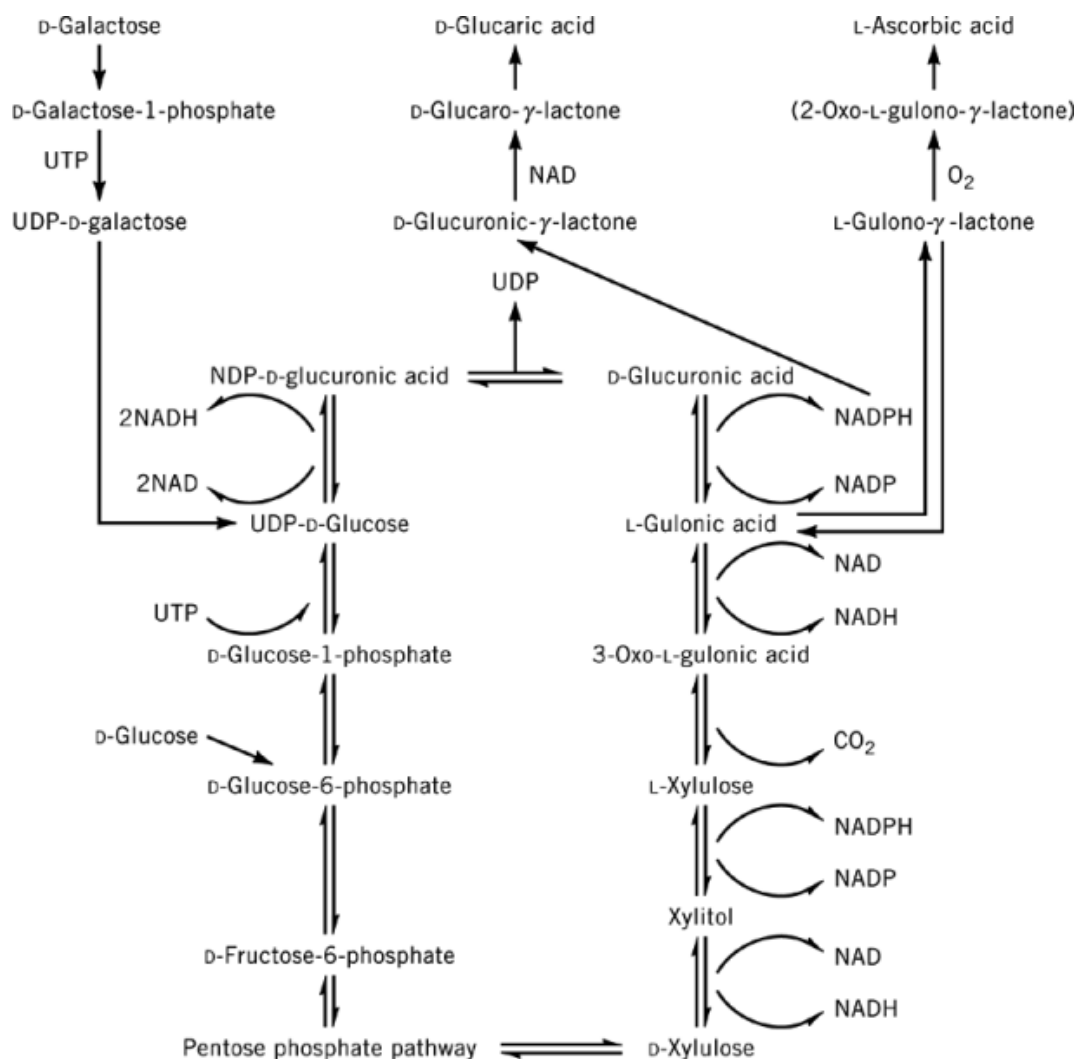 D-Galactose
D-Glucaric acid
L-Ascorbic acid
D-Galactose-1-phosphate
D-Glucaro-γ-lactone
(2-Oxo-L-gulono-γ-lactone)
UTP
NAD
O₂
UDP-D-galactose
D-Glucuronic-γ-lactone
L-Gulono-γ-lactone
UDP
NDP-D-glucuronic acid
D-Glucuronic acid
2NADH
NADPH
2NAD
NADP
UDP-D-Glucose
L-Gulonic acid
NAD
UTP
NADH
D-Glucose-1-phosphate
3-Oxo-L-gulonic acid
D-Glucose
CO₂
D-Glucose-6-phosphate
L-Xylulose
NADPH
NADP
Xylitol
D-Fructose-6-phosphate
NAD
NADH
Pentose phosphate pathway
D-Xylulose